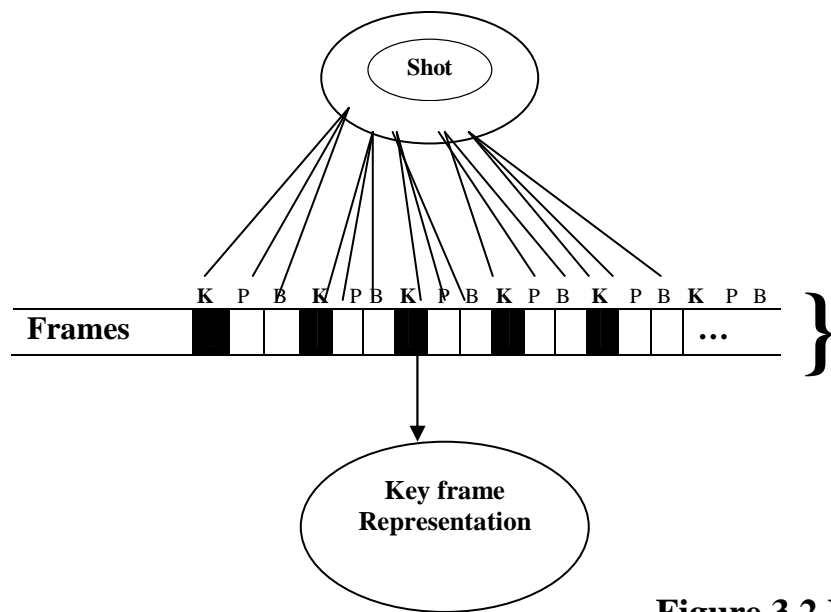 Shot
K P B K P B K P B K P B K P B K P B
Frames ... }
Key frame
Representation
Figure 3.2